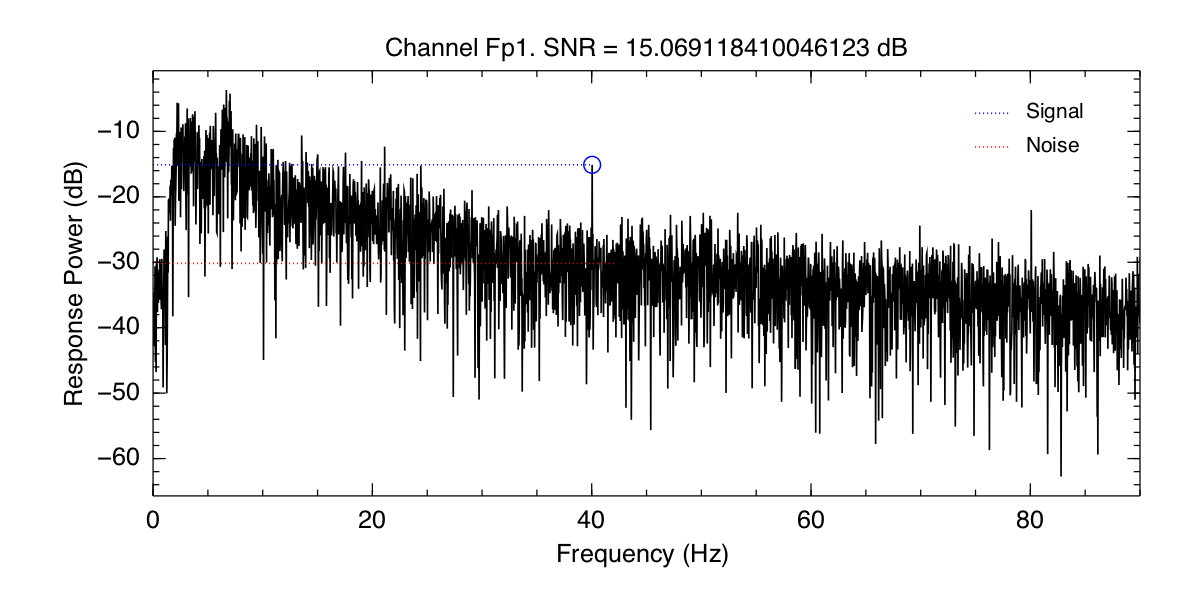 Channel Fp1. SNR = 15.069118410046123 dB
Signal
Noise
−10
−20
−30
−40
−50
−60
Response Power (dB)
0 20 40 60 80
Frequency (Hz)